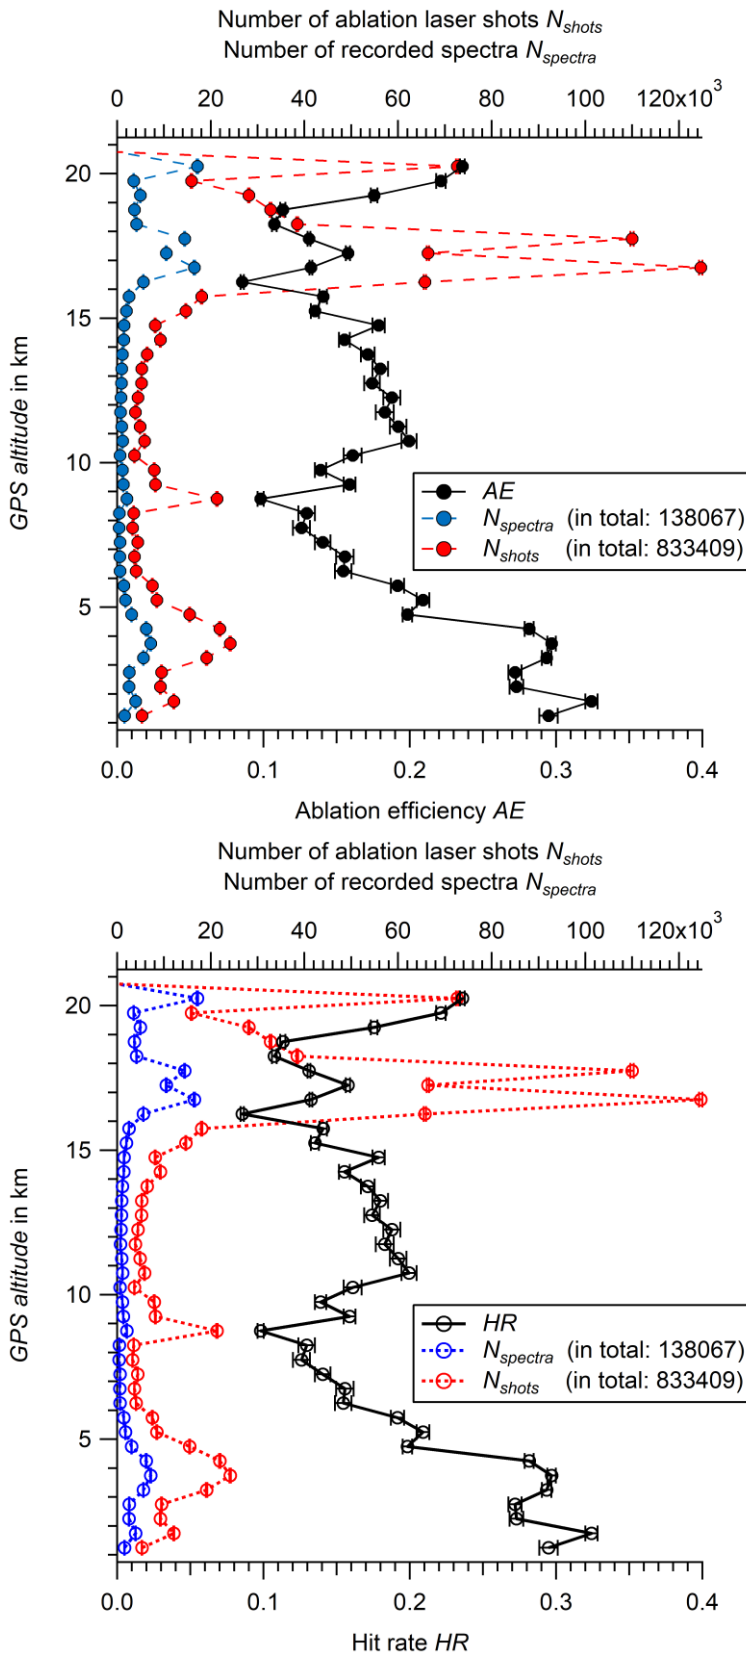 Number of ablation laser shots N_shots
Number of recorded spectra N_spectra
0 20 40 60 80 100 120x10³
20
15
10
5
GPS altitude in km
AE
N_spectra (in total: 138067)
N_shots (in total: 833409)
0.0 0.1 0.2 0.3 0.4
Ablation efficiency AE
Number of ablation laser shots N_shots
Number of recorded spectra N_spectra
0 20 40 60 80 100 120x10³
20
15
10
5
GPS altitude in km
HR
N_spectra (in total: 138067)
N_shots (in total: 833409)
0.0 0.1 0.2 0.3 0.4
Hit rate HR